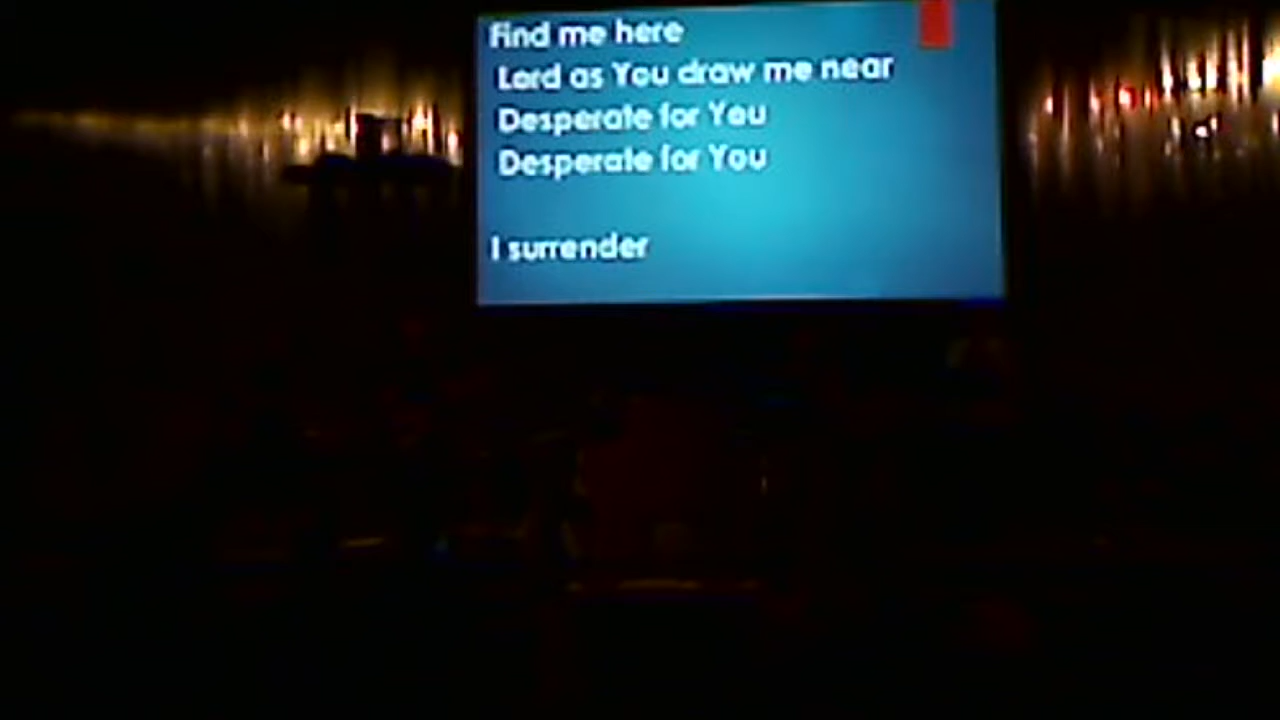 Find me here
Lord as You draw me near
Desperate for You
Desperate for You
I surrender